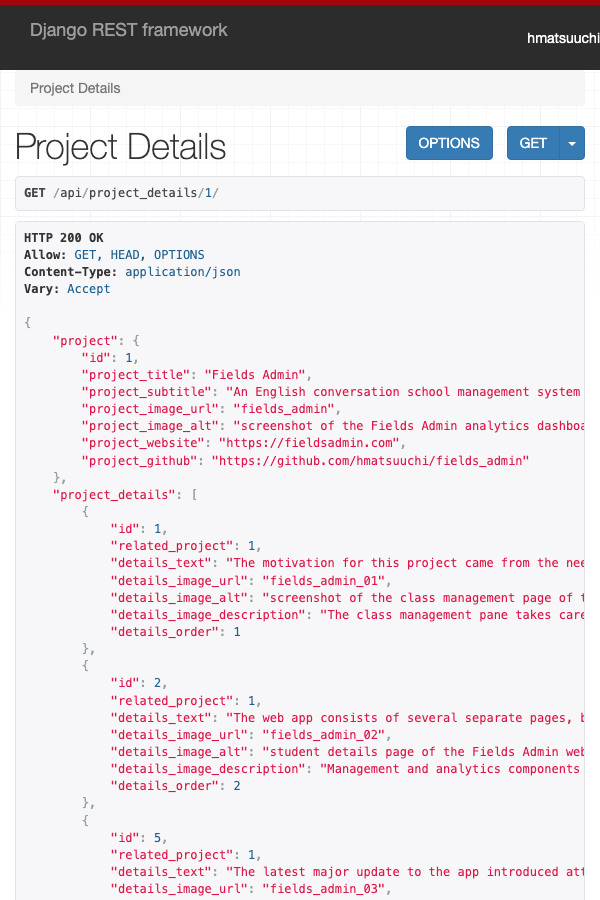 Django REST framework
hmatsuuchi
Project Details
Project Details
OPTIONS
GET
GET /api/project_details/1/
HTTP 200 OK
Allow: GET, HEAD, OPTIONS
Content-Type: application/json
Vary: Accept
{
"project": {
"id": 1,
"project_title": "Fields Admin",
"project_subtitle": "An English conversation school management system
"project_image_url": "fields_admin",
"project_image_alt": "screenshot of the Fields Admin analytics dashboa
"project_website": "https://fieldsadmin.com",
"project_github": "https://github.com/hmatsuuchi/fields_admin"
},
"project_details": [
{
"id": 1,
"related_project": 1,
"details_text": "The motivation for this project came from the nee
"details_image_url": "fields_admin_01",
"details_image_alt": "screenshot of the class management page of t
"details_image_description": "The class management pane takes care
"details_order": 1
},
{
"id": 2,
"related_project": 1,
"details_text": "The web app consists of several separate pages, b
"details_image_url": "fields_admin_02",
"details_image_alt": "student details page of the Fields Admin web
"details_image_description": "Management and analytics components
"details_order": 2
},
{
"id": 5,
"related_project": 1,
"details_text": "The latest major update to the app introduced att
"details_image_url": "fields_admin_03",